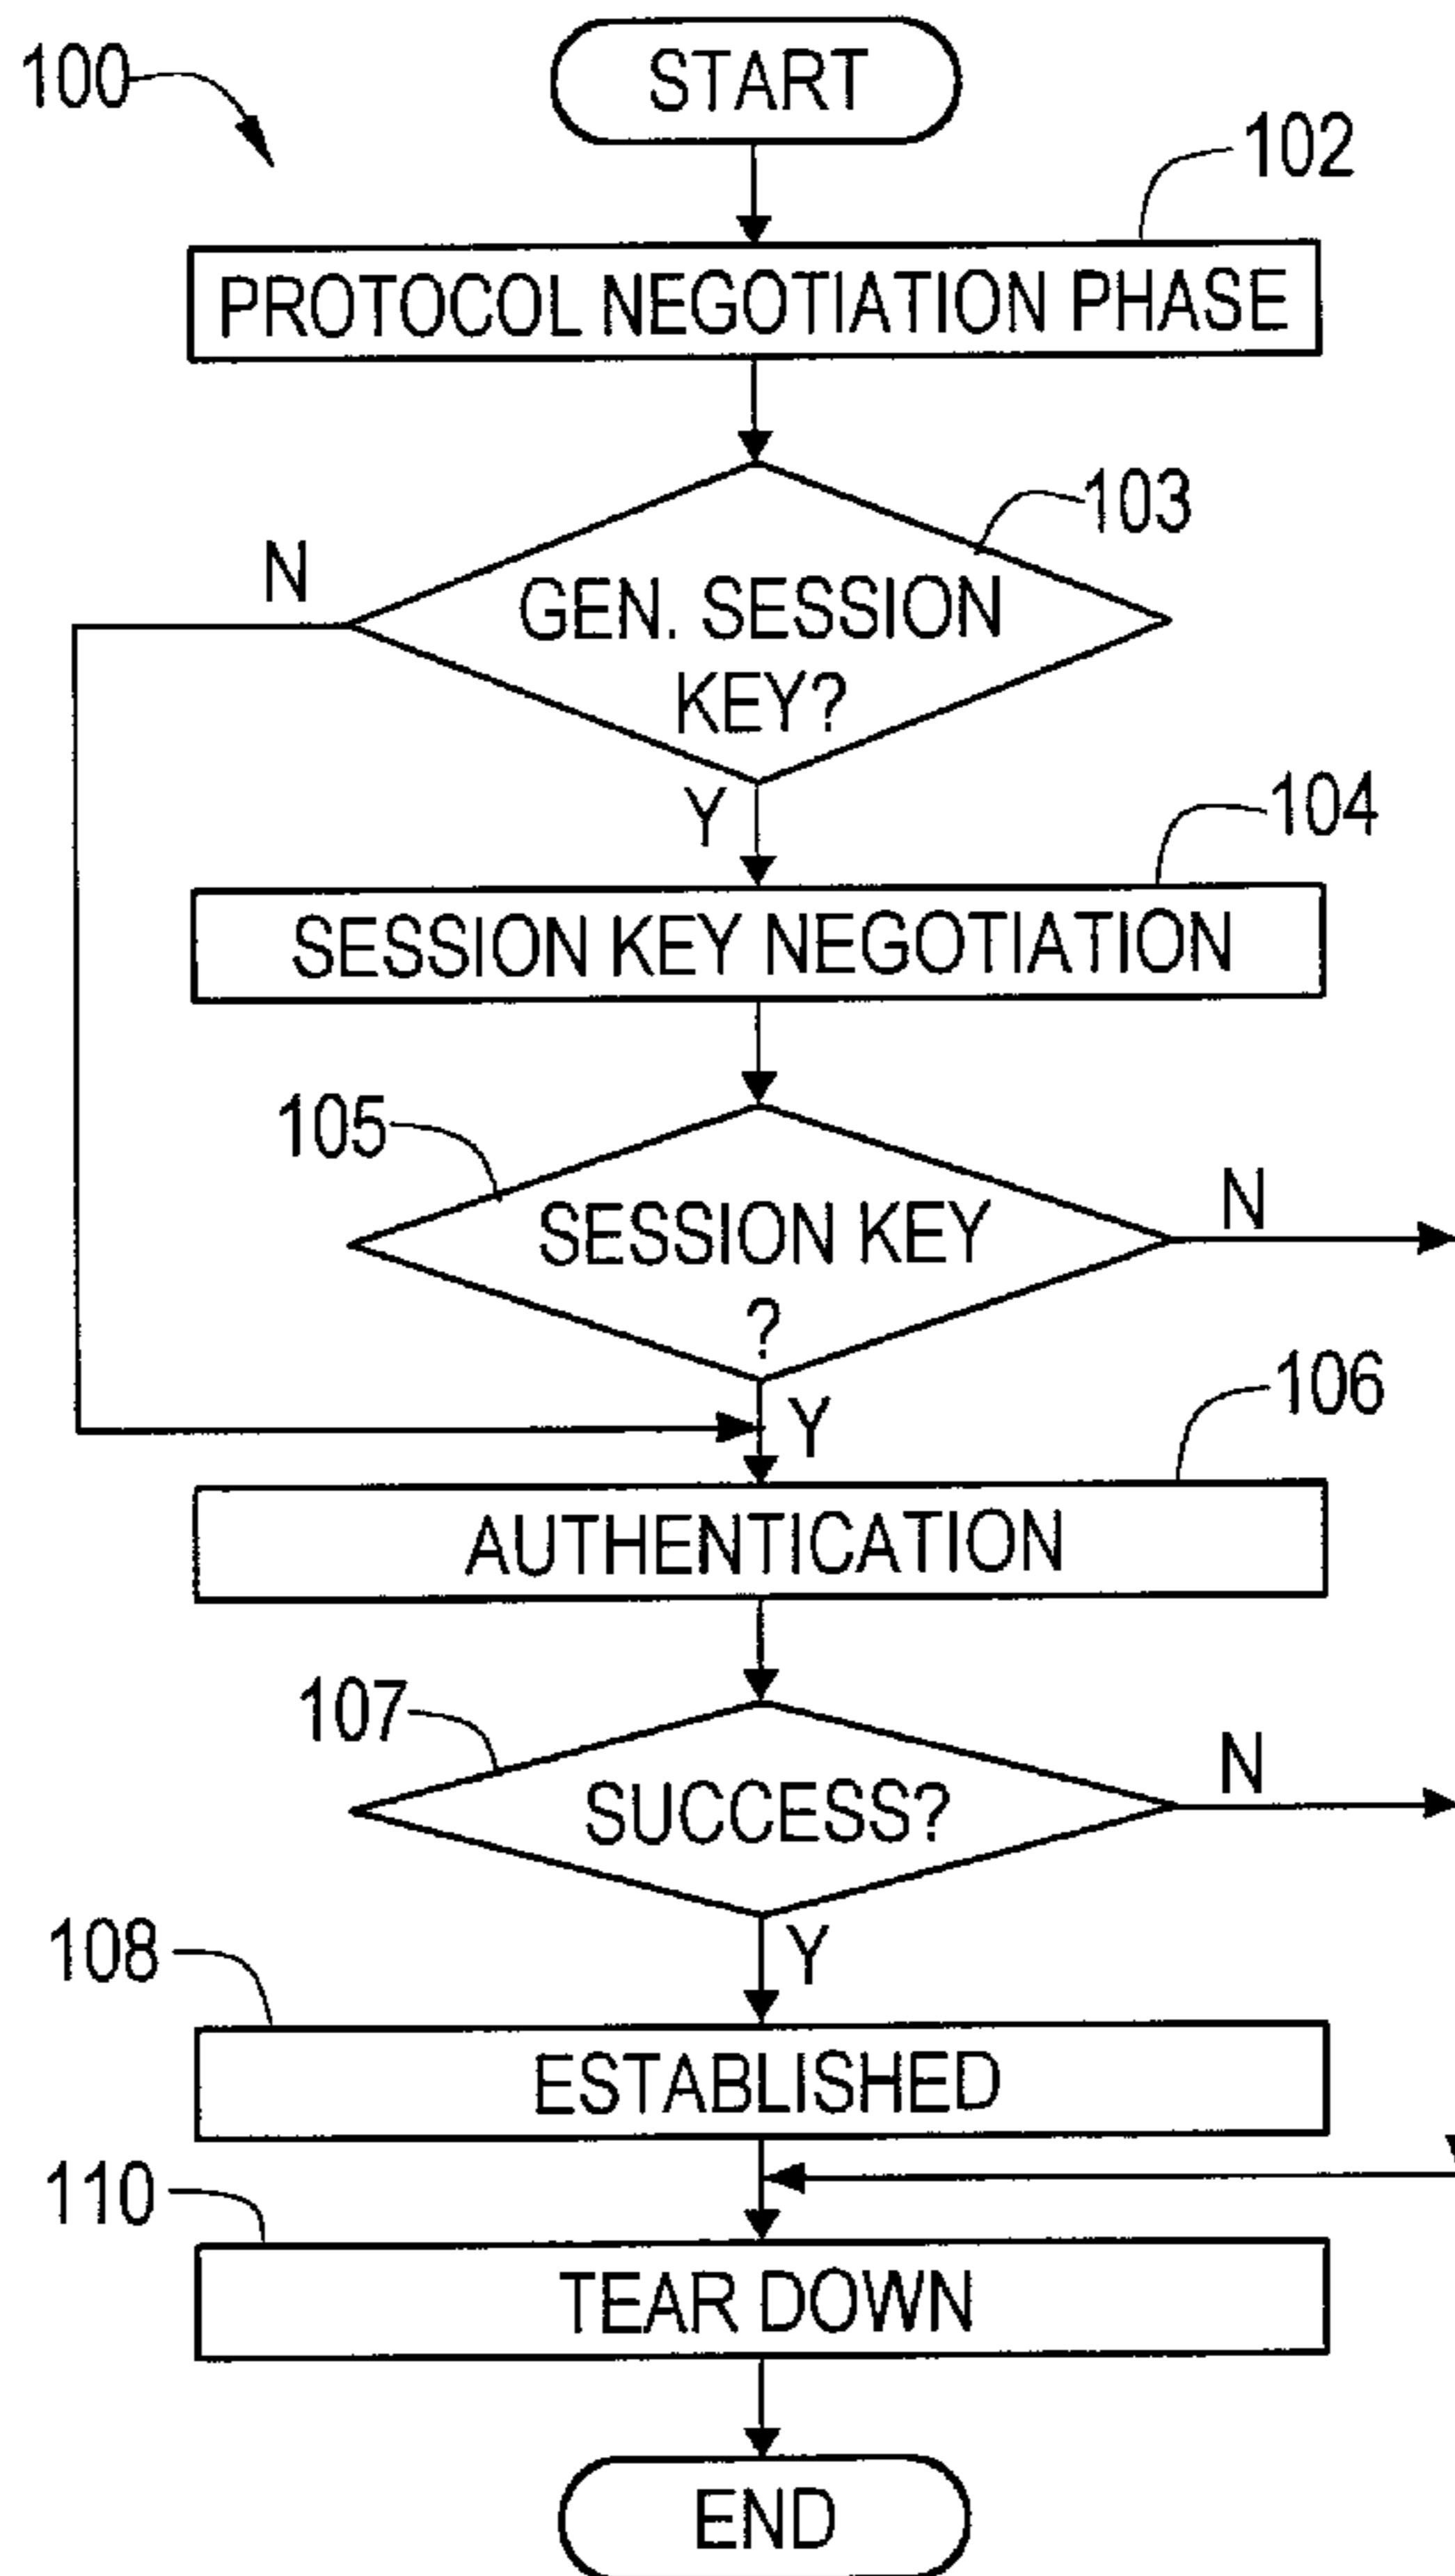 100
START
102
PROTOCOL NEGOTIATION PHASE
103
N
GEN. SESSION
KEY?
Y
104
SESSION KEY NEGOTIATION
105
SESSION KEY
N
?
Y
106
AUTHENTICATION
107
N
SUCCESS?
Y
108
ESTABLISHED
110
TEAR DOWN
END